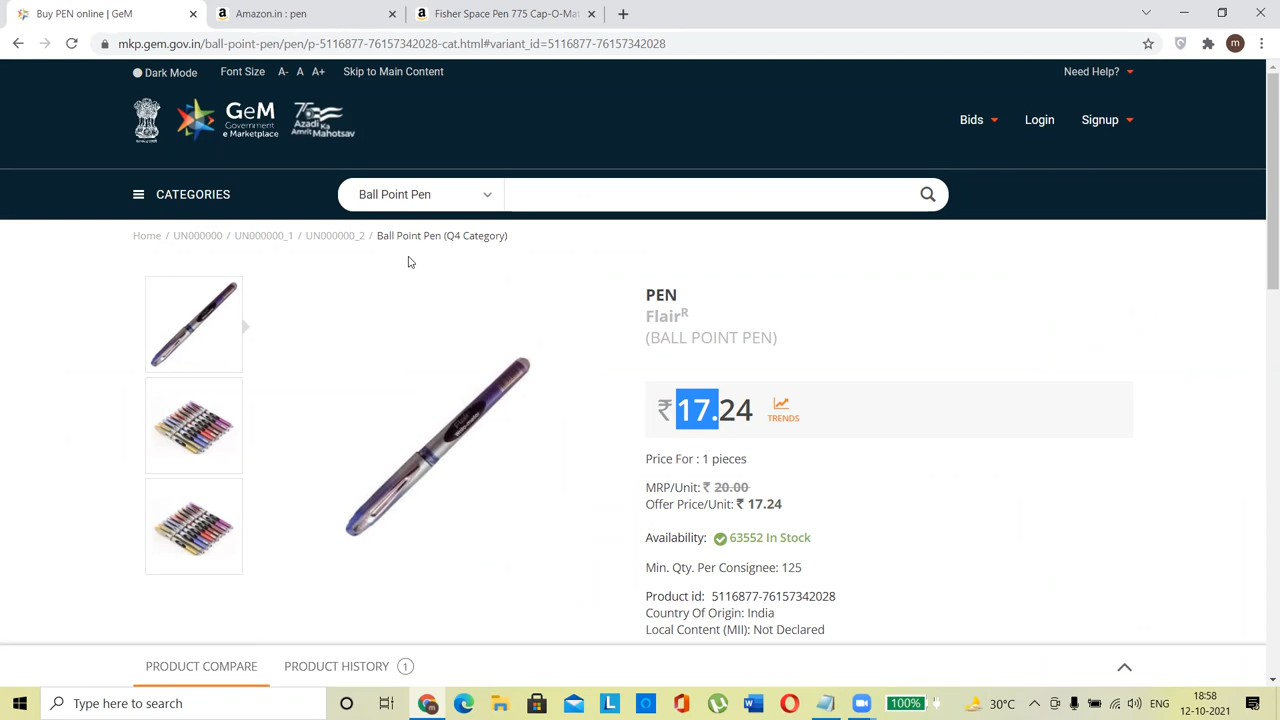 Buy PEN online | GeM
Amazon.in : pen
Fisher Space Pen 775 Cap-O-Mat
mkp.gem.gov.in/ball-point-pen/pen/p-5116877-76157342028-cat.html#variant_id=5116877-76157342028
m
Dark Mode
Font Size
A-
A
A+
Skip to Main Content
Need Help?
GeM
Government
e Marketplace
Azadi Ka
Amrit Mahotsav
Bids
Login
Signup
CATEGORIES
Ball Point Pen
Home / UN000000 / UN000000_1 / UN000000_2 / Ball Point Pen (Q4 Category)
PEN
FlairR
(BALL POINT PEN)
₹ 17.24
TRENDS
Price For : 1 pieces
MRP/Unit: ₹ 20.00
Offer Price/Unit: ₹ 17.24
Availability: 63552 In Stock
Min. Qty. Per Consignee: 125
Product id: 5116877-76157342028
Country Of Origin: India
Local Content (MII): Not Declared
PRODUCT COMPARE
PRODUCT HISTORY 1
Type here to search
100%
30°C
ENG
18:58
12-10-2021